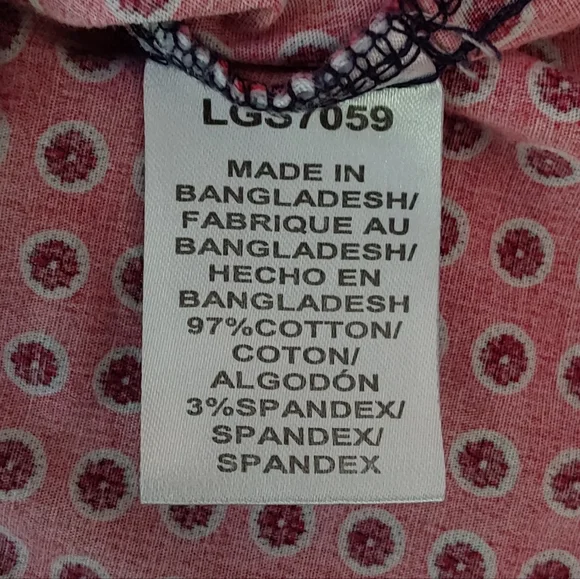 LGS7059
MADE IN
BANGLADESH/
FABRIQUE AU
BANGLADESH/
HECHO EN
BANGLADESH
97%COTTON/
COTON/
ALGODÓN
3%SPANDEX/
SPANDEX/
SPANDEX